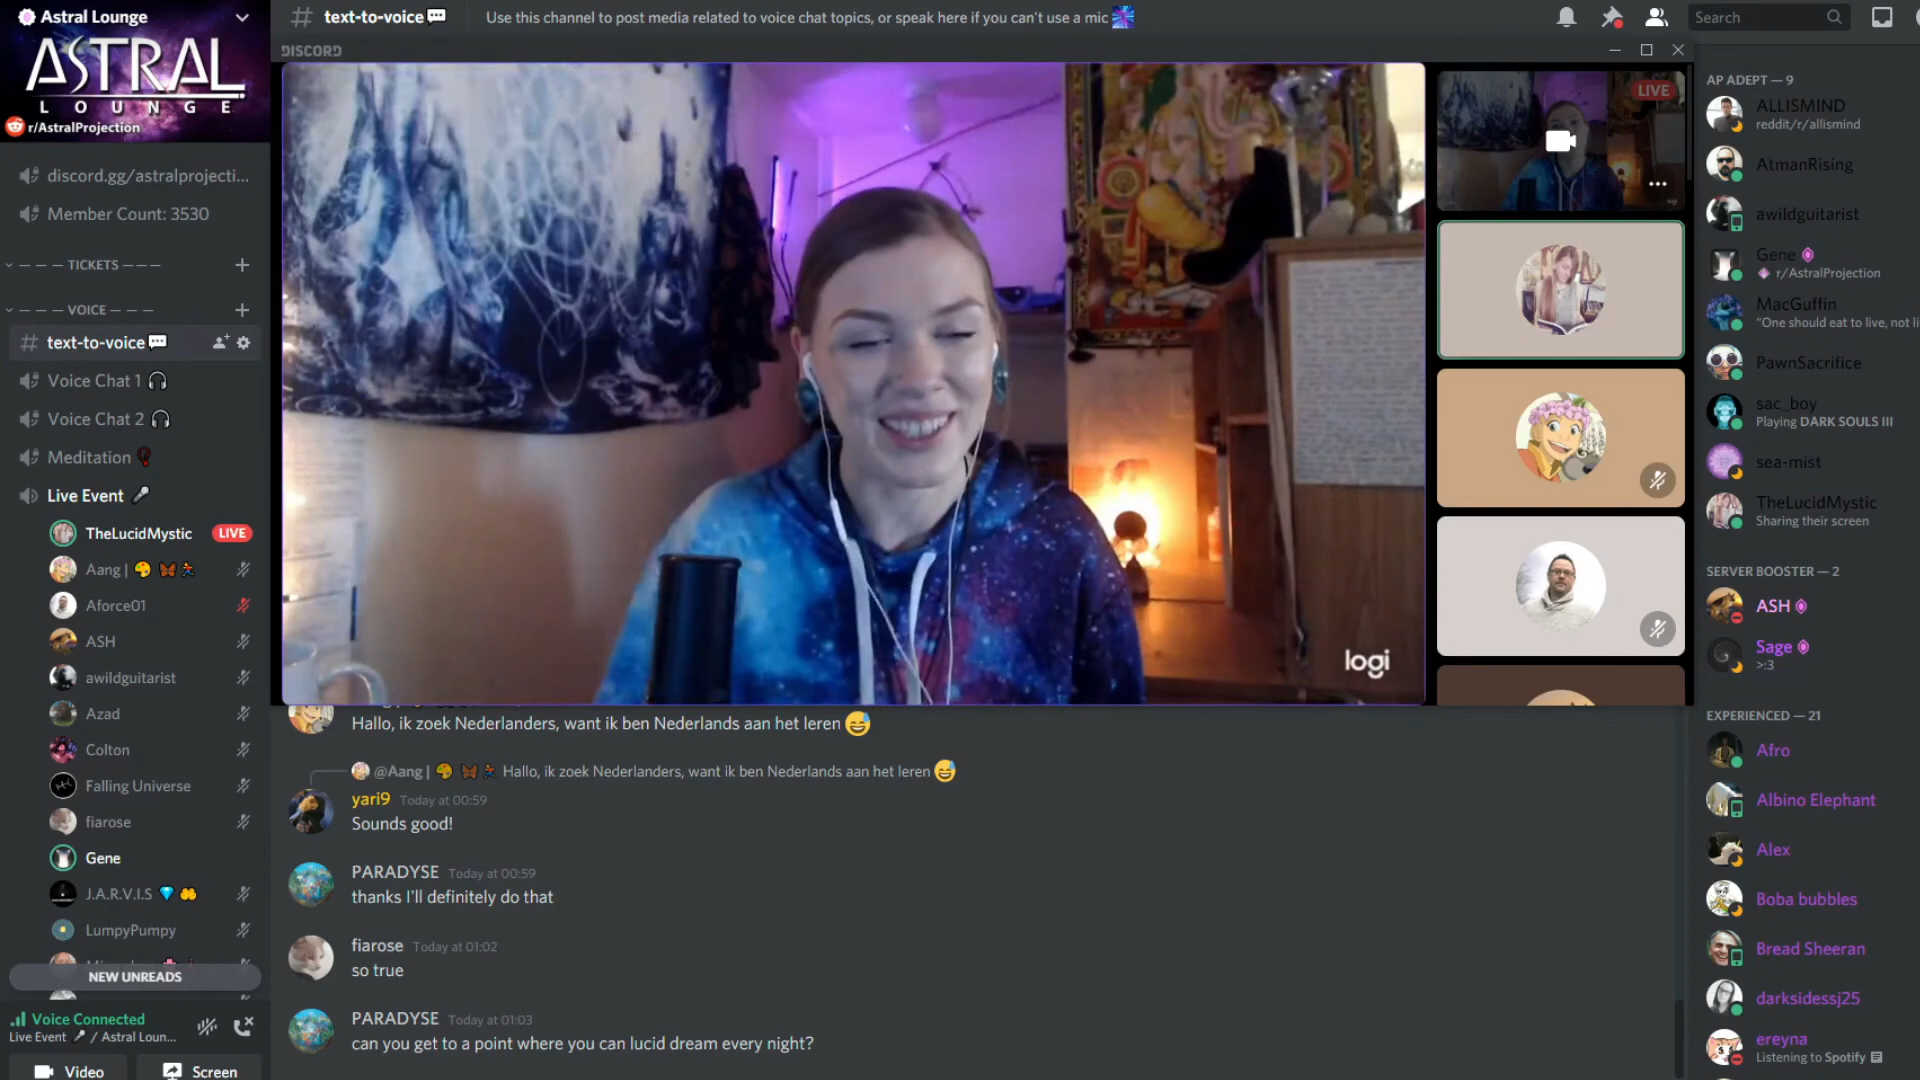 Astral Lounge
ASTRAL
LOUNGE
r/AstralProjection
discord.gg/astralprojecti...
Member Count: 3530
— — — TICKETS — — —
— — — VOICE — — — —
text-to-voice
Voice Chat 1
Voice Chat 2
Meditation
Live Event
TheLucidMystic LIVE
Aang |
Aforce01
ASH
awildguitarist
Azad
Colton
Falling Universe
fiarose
Gene
J.A.R.V.I.S
LumpyPumpy
NEW UNREADS
Voice Connected
Live Event / Astral Loun...
Video Screen
# text-to-voice
Use this channel to post media related to voice chat topics, or speak here if you can't use a mic
Search
DISCORD
LIVE
logi
Hallo, ik zoek Nederlanders, want ik ben Nederlands aan het leren 😅
@Aang | Hallo, ik zoek Nederlanders, want ik ben Nederlands aan het leren 😅
yari9 Today at 00:59
Sounds good!
PARADYSE Today at 00:59
thanks I'll definitely do that
fiarose Today at 01:02
so true
PARADYSE Today at 01:03
can you get to a point where you can lucid dream every night?
AP ADEPT — 9
ALLISMIND
reddit/r/allismind
AtmanRising
awildguitarist
Gene
r/AstralProjection
MacGuffin
"One should eat to live, not li
PawnSacrifice
sac_boy
Playing DARK SOULS III
sea-mist
TheLucidMystic
Sharing their screen
SERVER BOOSTER — 2
ASH
Sage
>:3
EXPERIENCED — 21
Afro
Albino Elephant
Alex
Boba bubbles
Bread Sheeran
darksidessj25
ereyna
Listening to Spotify